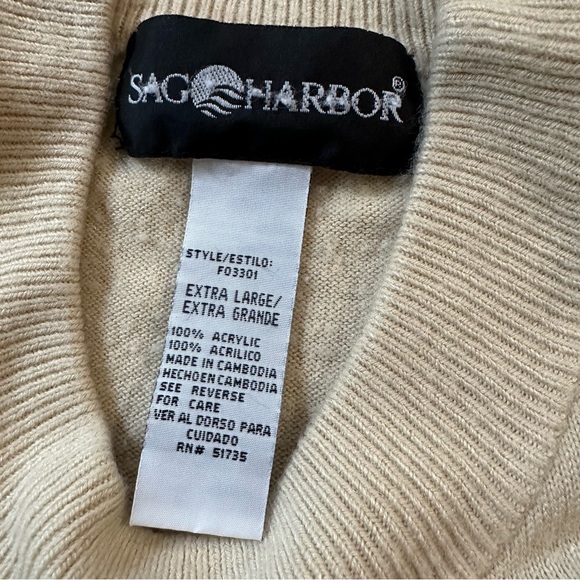 SAG HARBOR®
STYLE/ESTILO:
F03301
EXTRA LARGE/
EXTRA GRANDE
100% ACRYLIC
100% ACRILICO
MADE IN CAMBODIA
HECHOEN CAMBODIA
SEE REVERSE
FOR CARE
VER AL DORSO PARA
CUIDADO
RN# 51735